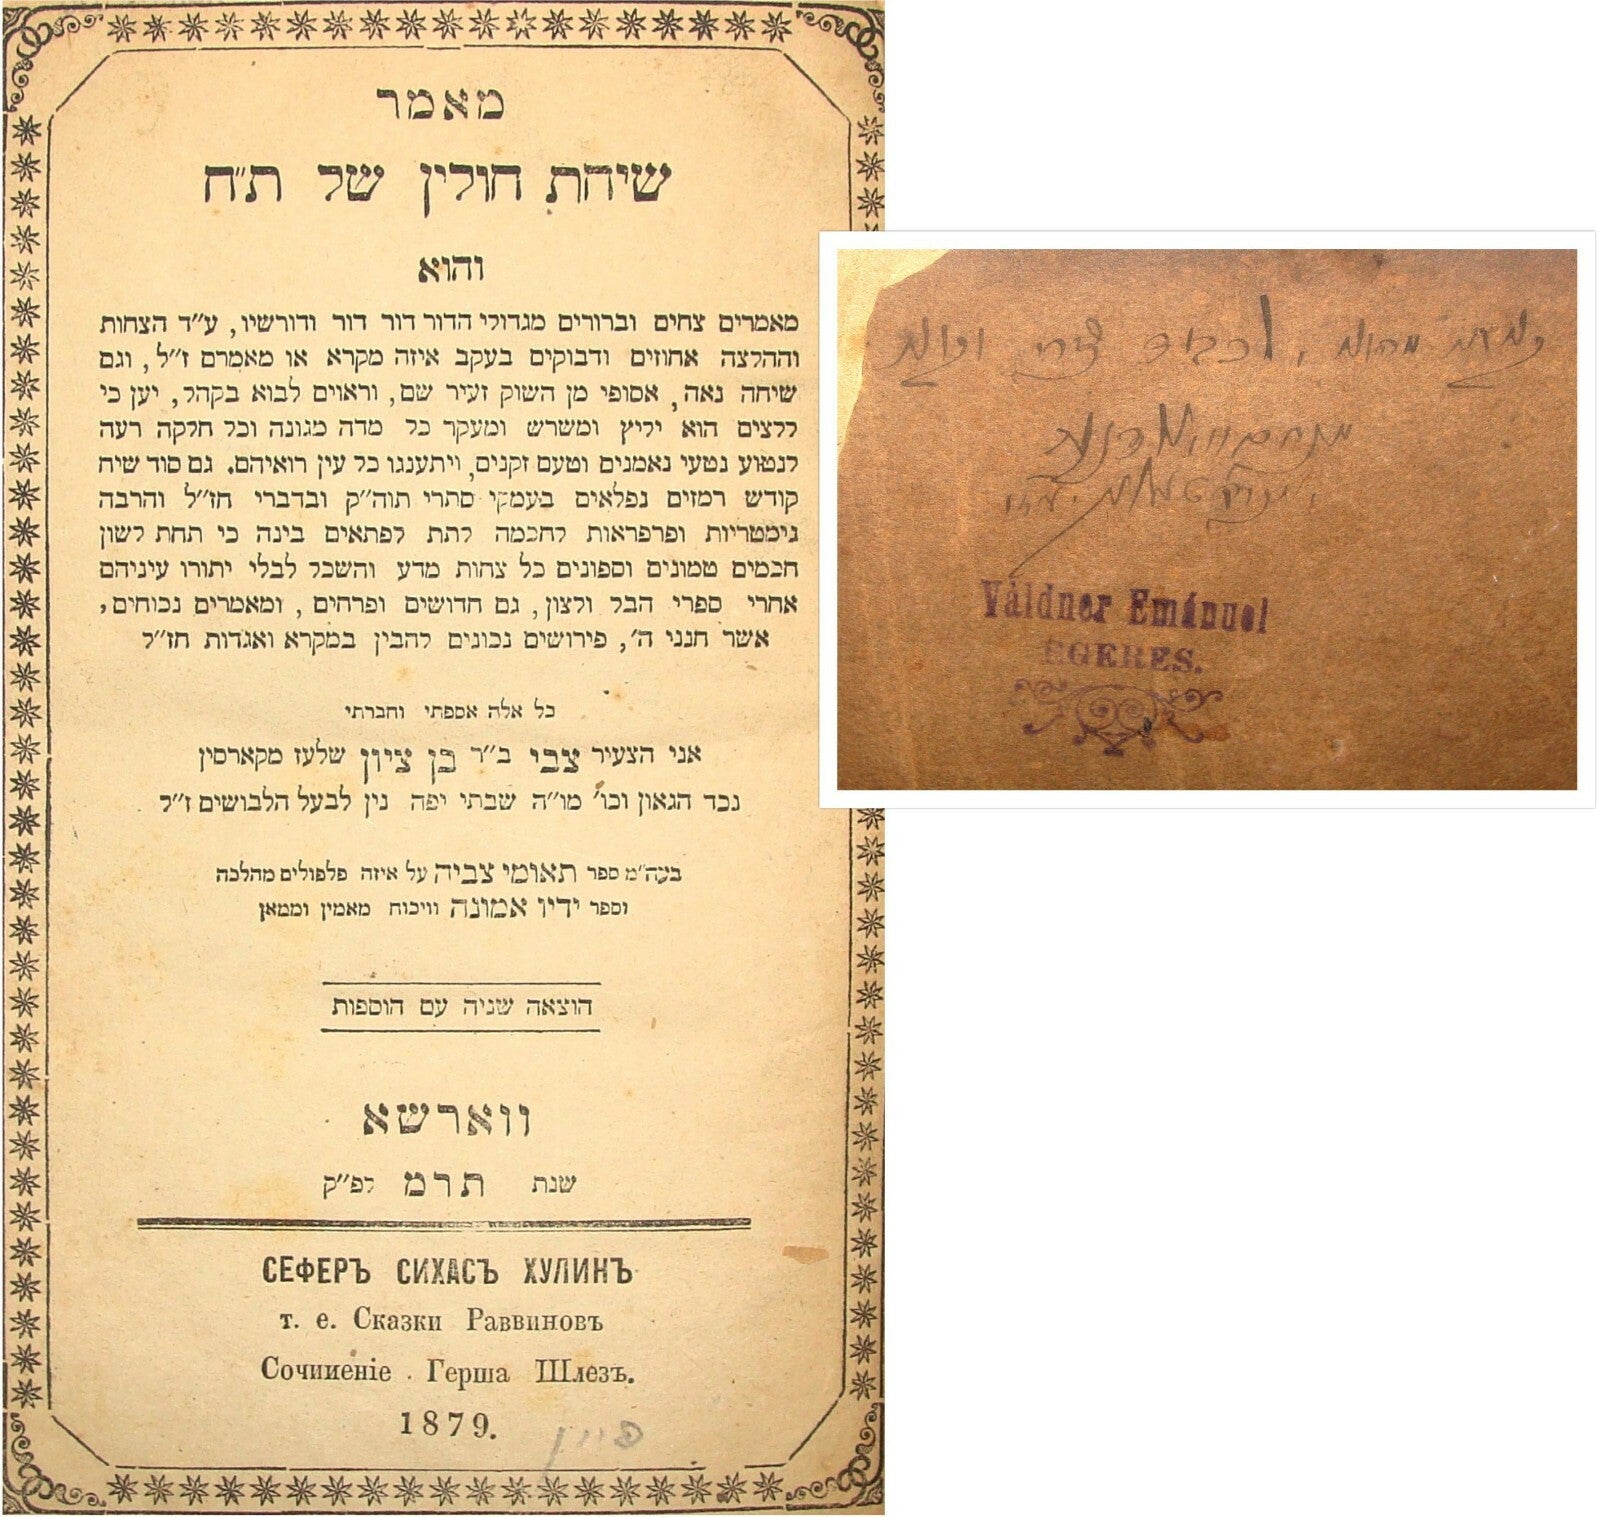 מאמר
שיחת חולין של ת״ח
והוא
מאמרים צחים וברורים מגדולי הדור דור דור ודורשיו, ע״ד הצחות
וההלצה אחוזים ודבוקים בעקב איזה מקרא או מאמרם ז״ל, וגם
שיחה נאה, אסופי מן השוק זעיר שם, וראוים לבוא בקהל, יען כי
ללצים הוא יליץ ומשרש ומעקר כל מדה מגונה וכל חלקה רעה
לנטוע נטעי נאמנים וטעם זקנים, ויתענגו כל עין רואיהם. גם סוד שיח
קודש רמזים נפלאים בעמקי סתרי תוה״ק ובדברי חז״ל והרבה
גימטריות ופרפראות לחכמה לתת לפתאים בינה כי תחת לשון
חכמים טמונים וספונים כל צחות מדע והשכל לבלי יתורו עיניהם
אחרי ספרי הבל ולצון, גם חדושים ופרחים, ומאמרים נכוחים,
אשר חנני ה׳, פירושים נכונים להבין במקרא ואגדות חז״ל
כל אלה אספתי וחברתי
אני הצעיר צבי ב״ר בן ציון שלעז מקארסין
נכד הגאון וכו׳ מו״ה שבתי יפה נין לבעל הלבושים ז״ל
בעה״מ ספר תאומי צביה על איזה פלפולים מהלכה
וספר ידיו אמונה וויכוח מאמין וממאן
הוצאה שניה עם הוספות
ווארשא
שנת תרמ לפ״ק
СЕФЕРЪ СИХАСЪ ХУЛИНЪ
т. е. Сказки Раввиновъ
Сочиненіе Герша Шлезъ.
1879.
Váldner Emánuel
EGERES.